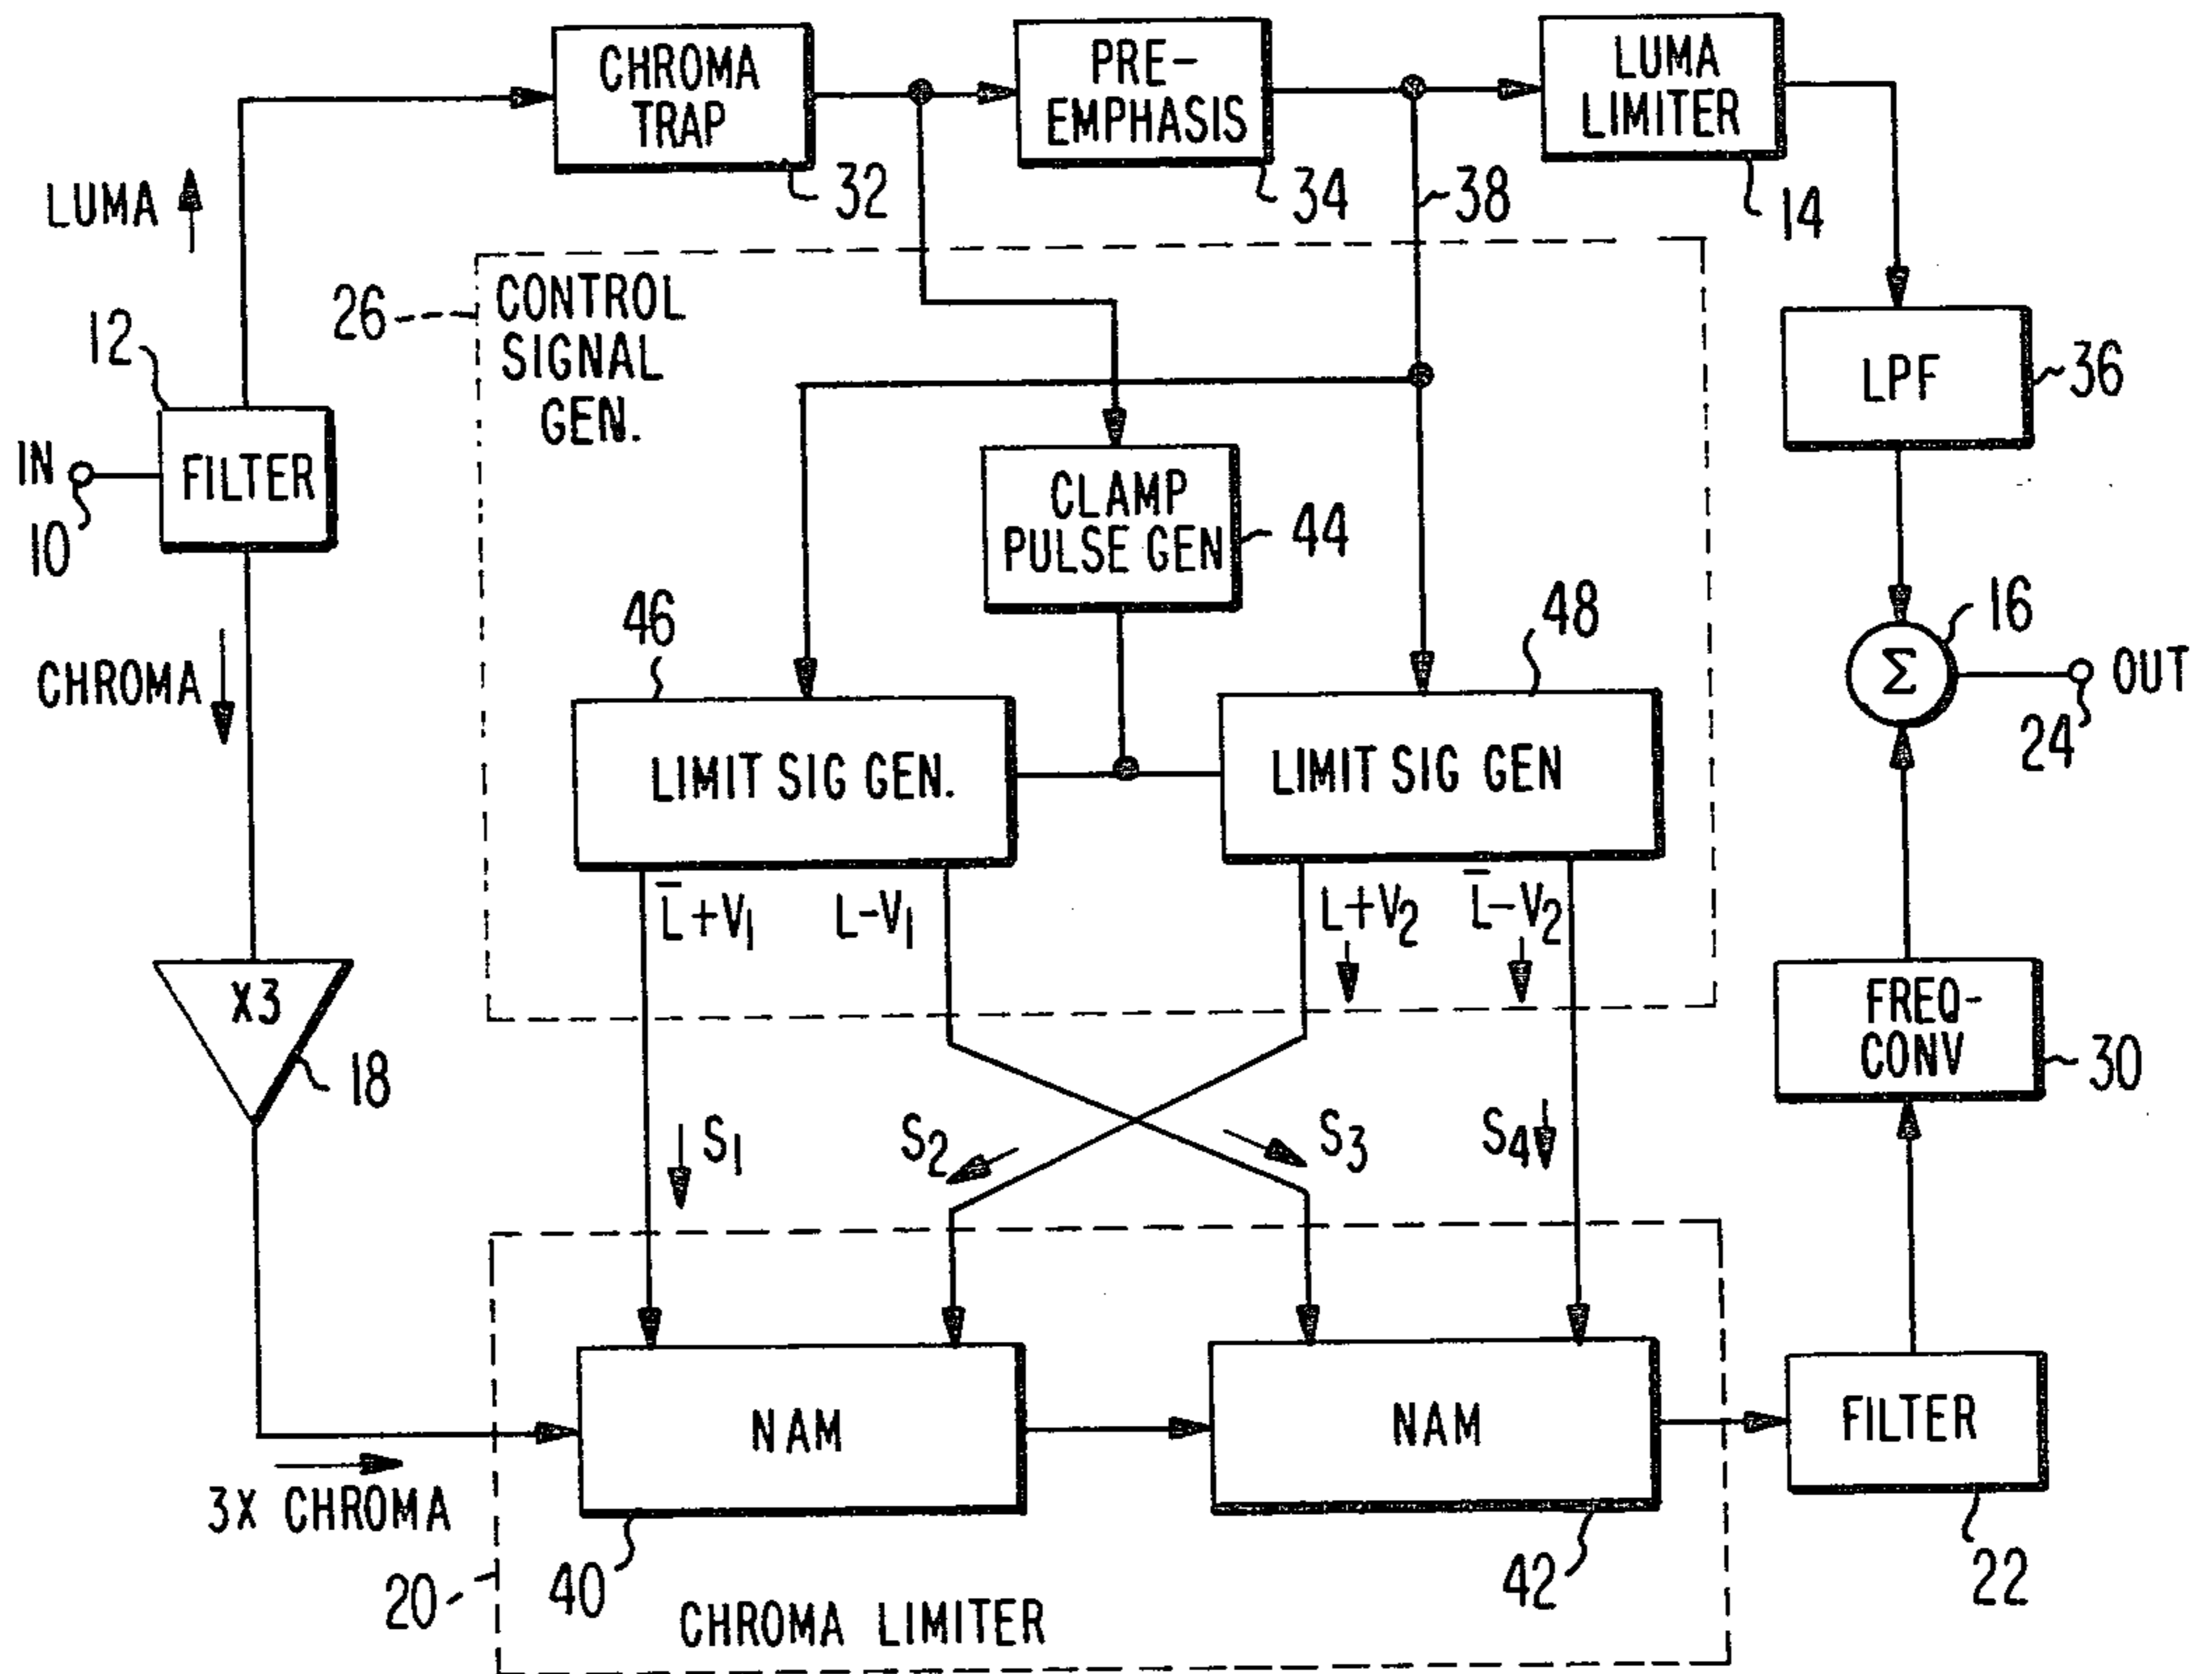 CHROMA
TRAP
32
PRE-
EMPHASIS
34
38
LUMA
LIMITER
14
LUMA
26
CONTROL
SIGNAL
GEN.
12
IN
10
FILTER
LPF
36
CLAMP
PULSE GEN
44
46
48
16
Σ
OUT
24
CHROMA
LIMIT SIG GEN.
LIMIT SIG GEN
L̅+V₁
L-V₁
L+V₂
L̅-V₂
X3
18
FREQ-
CONV
30
S₁
S₂
S₃
S₄
NAM
NAM
FILTER
3X CHROMA
20
40
42
22
CHROMA LIMITER